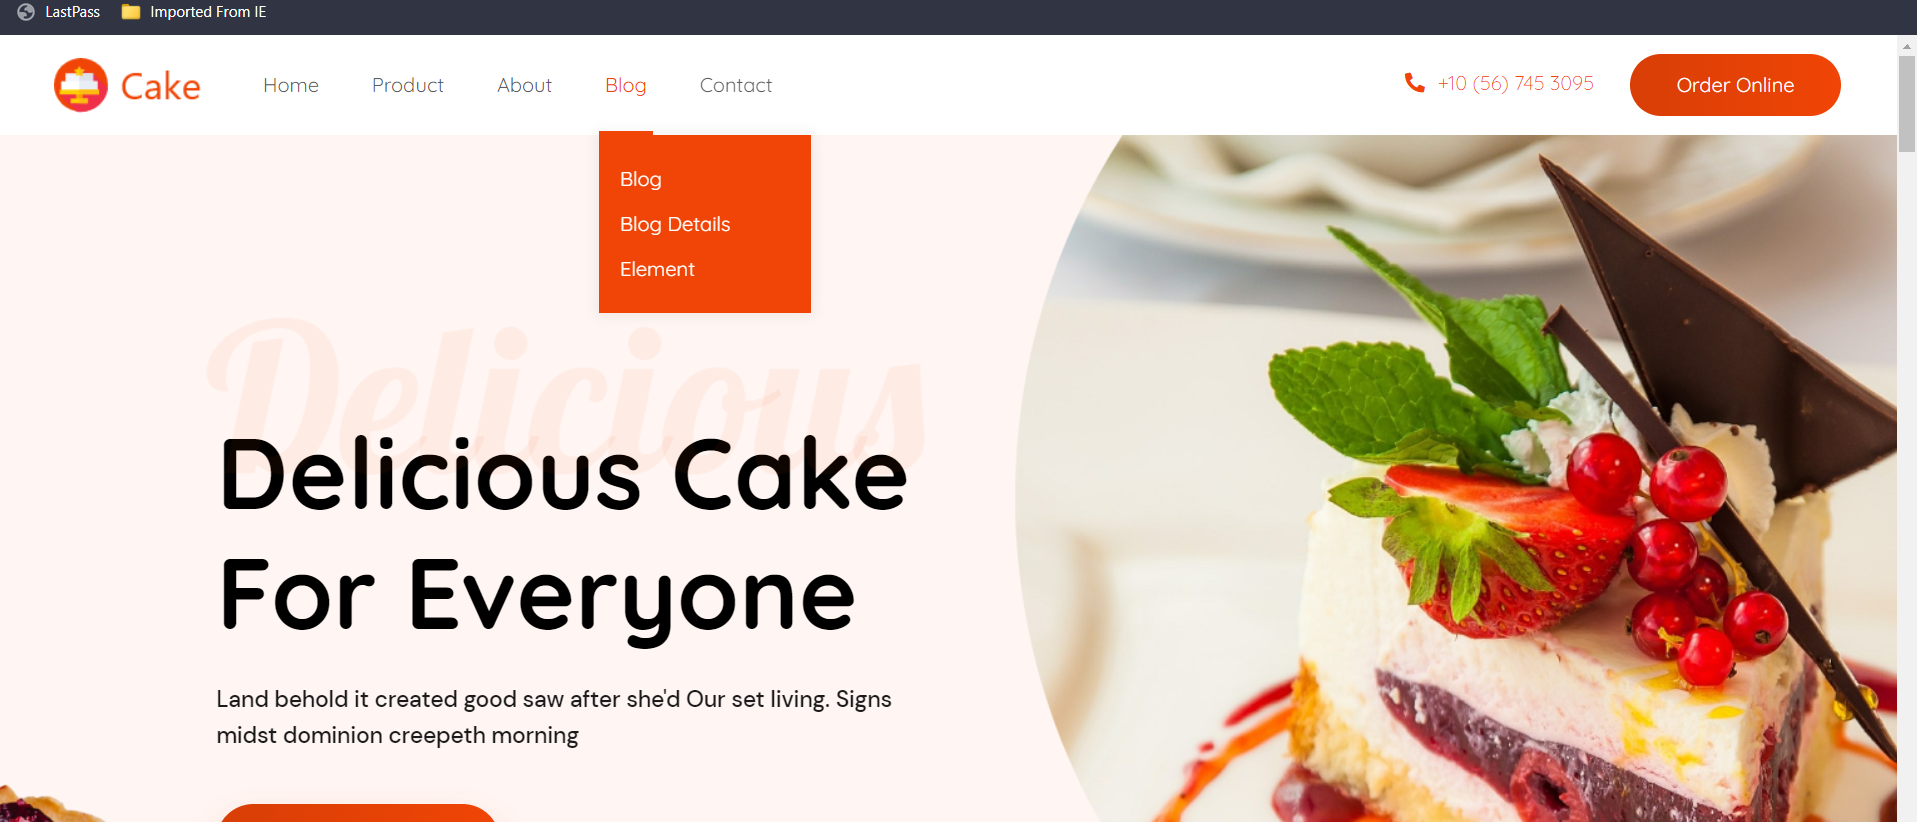 LastPass Imported From IE
Cake Home Product About Blog Contact +10 (56) 745 3095 Order Online
Blog
Blog Details
Element
Delicious
Delicious Cake
For Everyone
Land behold it created good saw after she'd Our set living. Signs
midst dominion creepeth morning